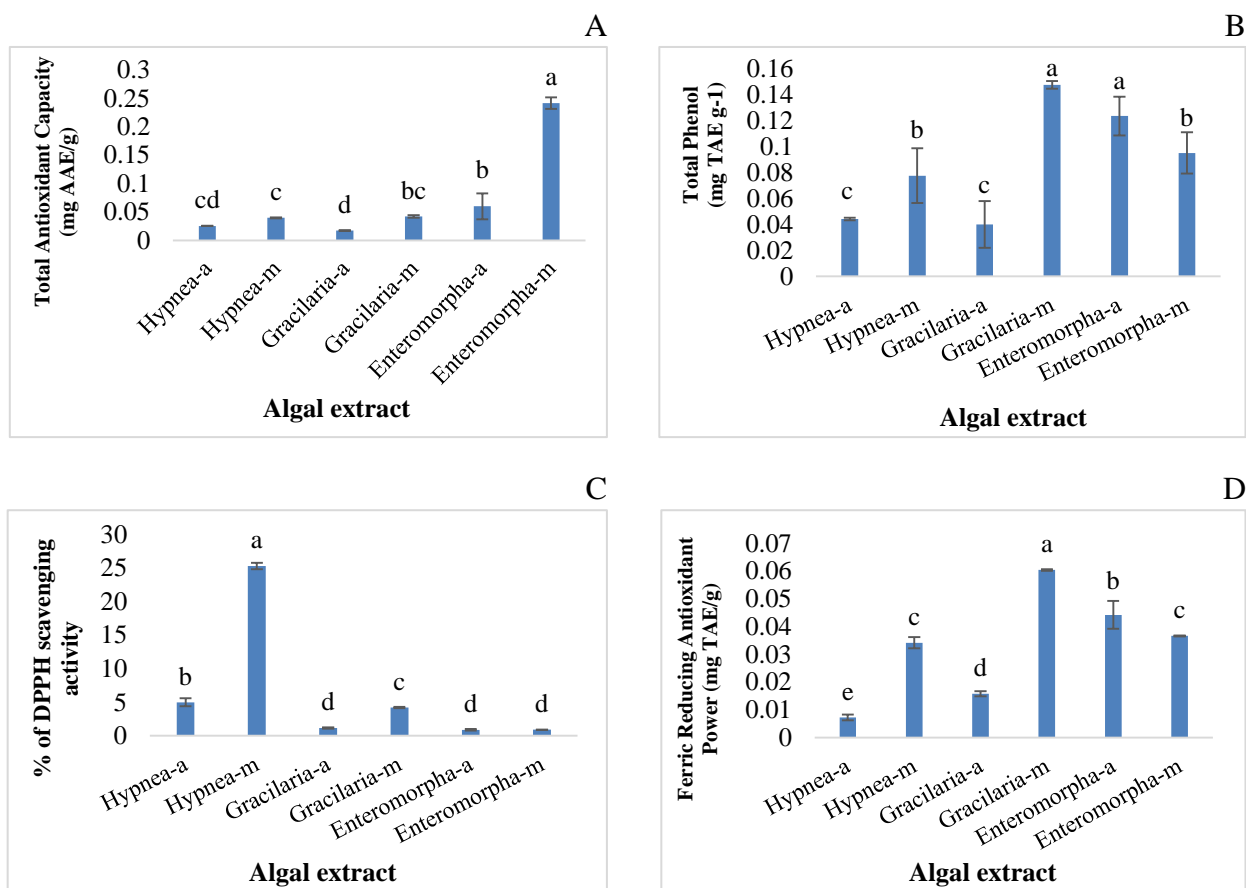 A
Total Antioxidant Capacity
(mg AAE/g)
0.3
0.25
0.2
0.15
0.1
0.05
0
cd
c
d
bc
b
a
Hypnea-a
Hypnea-m
Gracilaria-a
Gracilaria-m
Enteromorpha-a
Enteromorpha-m
Algal extract
B
Total Phenol
(mg TAE g-1)
0.16
0.14
0.12
0.1
0.08
0.06
0.04
0.02
0
c
b
c
a
a
b
Hypnea-a
Hypnea-m
Gracilaria-a
Gracilaria-m
Enteromorpha-a
Enteromorpha-m
Algal extract
C
% of DPPH scavenging
activity
30
25
20
15
10
5
0
b
a
d
c
d
d
Hypnea-a
Hypnea-m
Gracilaria-a
Gracilaria-m
Enteromorpha-a
Enteromorpha-m
Algal extract
D
Ferric Reducing Antioxidant
Power (mg TAE/g)
0.07
0.06
0.05
0.04
0.03
0.02
0.01
0
e
c
d
a
b
c
Hypnea-a
Hypnea-m
Gracilaria-a
Gracilaria-m
Enteromorpha-a
Enteromorpha-m
Algal extract